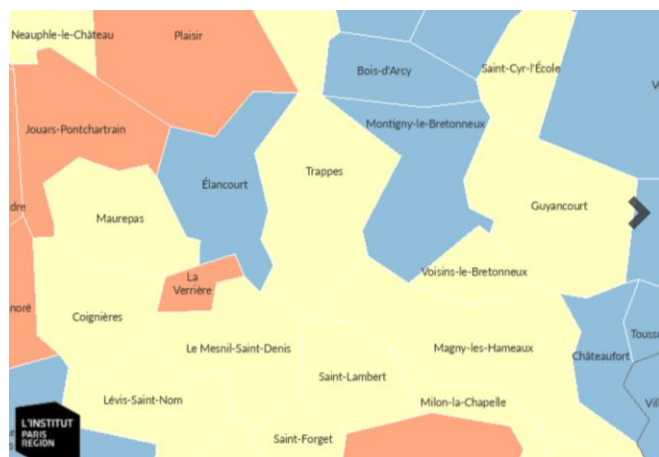 Neauphle-le-Château
Plaisir
Saint-Cyr-l'École
Bois-d'Arcy
Jouars-Pontchartrain
Montigny-le-Bretonneux
Trappes
Élancourt
Guyancourt
Maurepas
Voisins-le-Bretonneux
La
Verrière
Coignières
Le Mesnil-Saint-Denis
Magny-les-Hameaux
Châteaufort
Saint-Lambert
Lévis-Saint-Nom
Milon-la-Chapelle
Saint-Forget
L'INSTITUT
PARIS
REGION